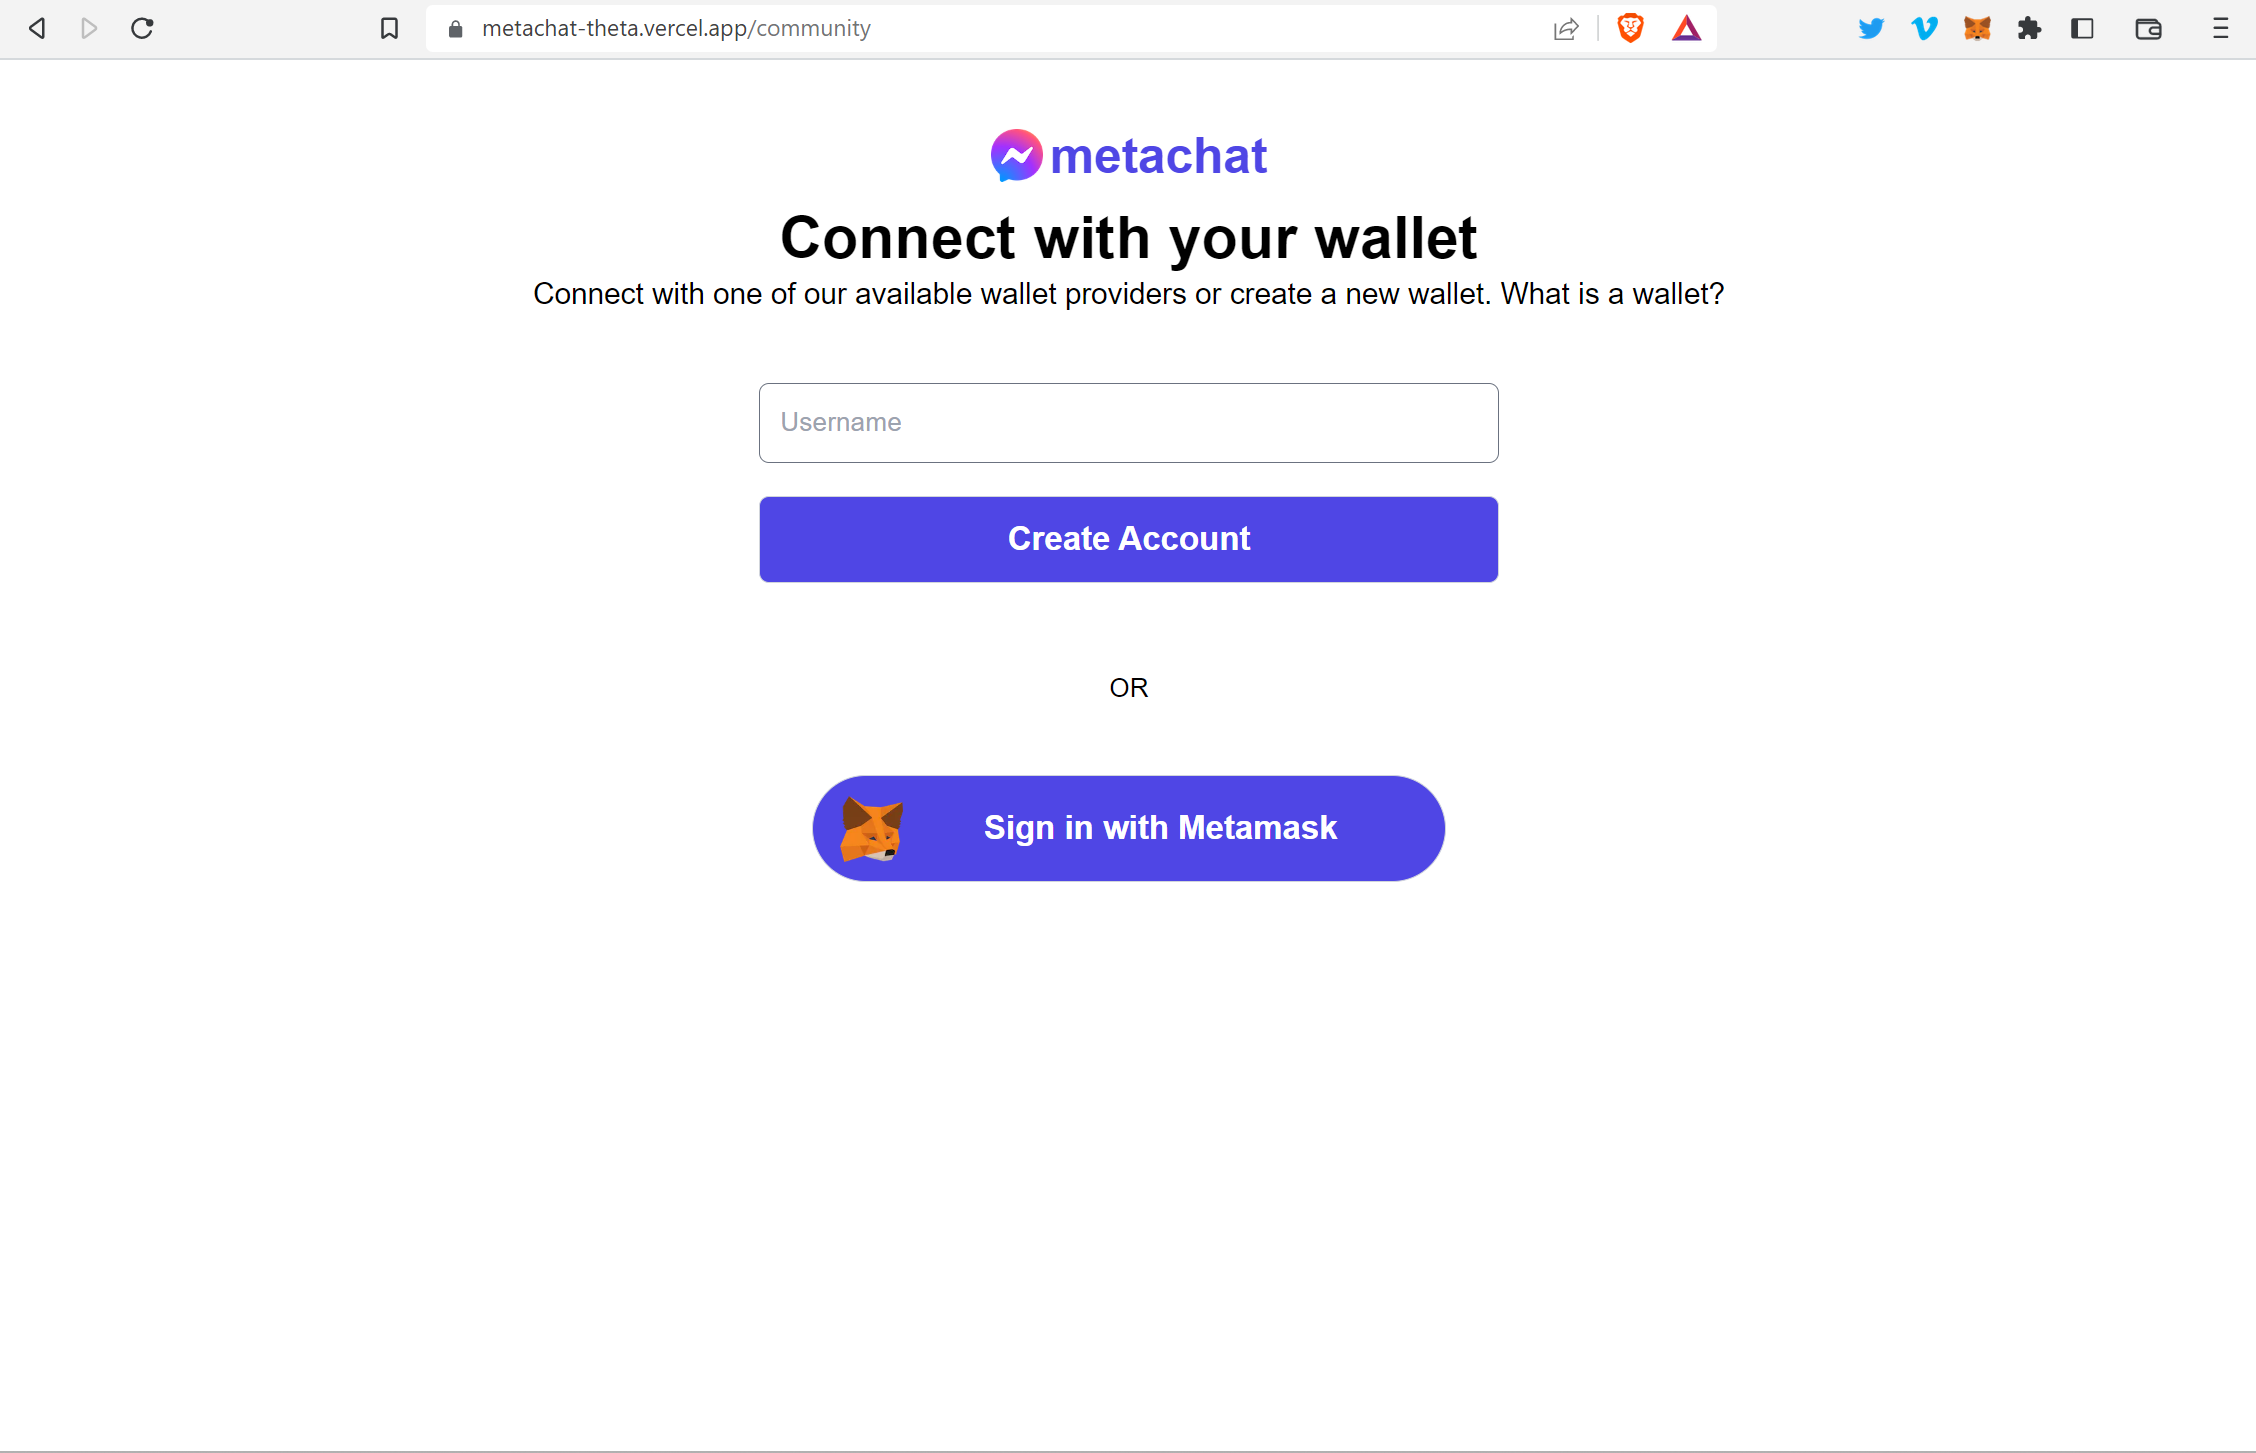 metachat-theta.vercel.app/community
metachat
Connect with your wallet
Connect with one of our available wallet providers or create a new wallet. What is a wallet?
Username
Create Account
OR
Sign in with Metamask